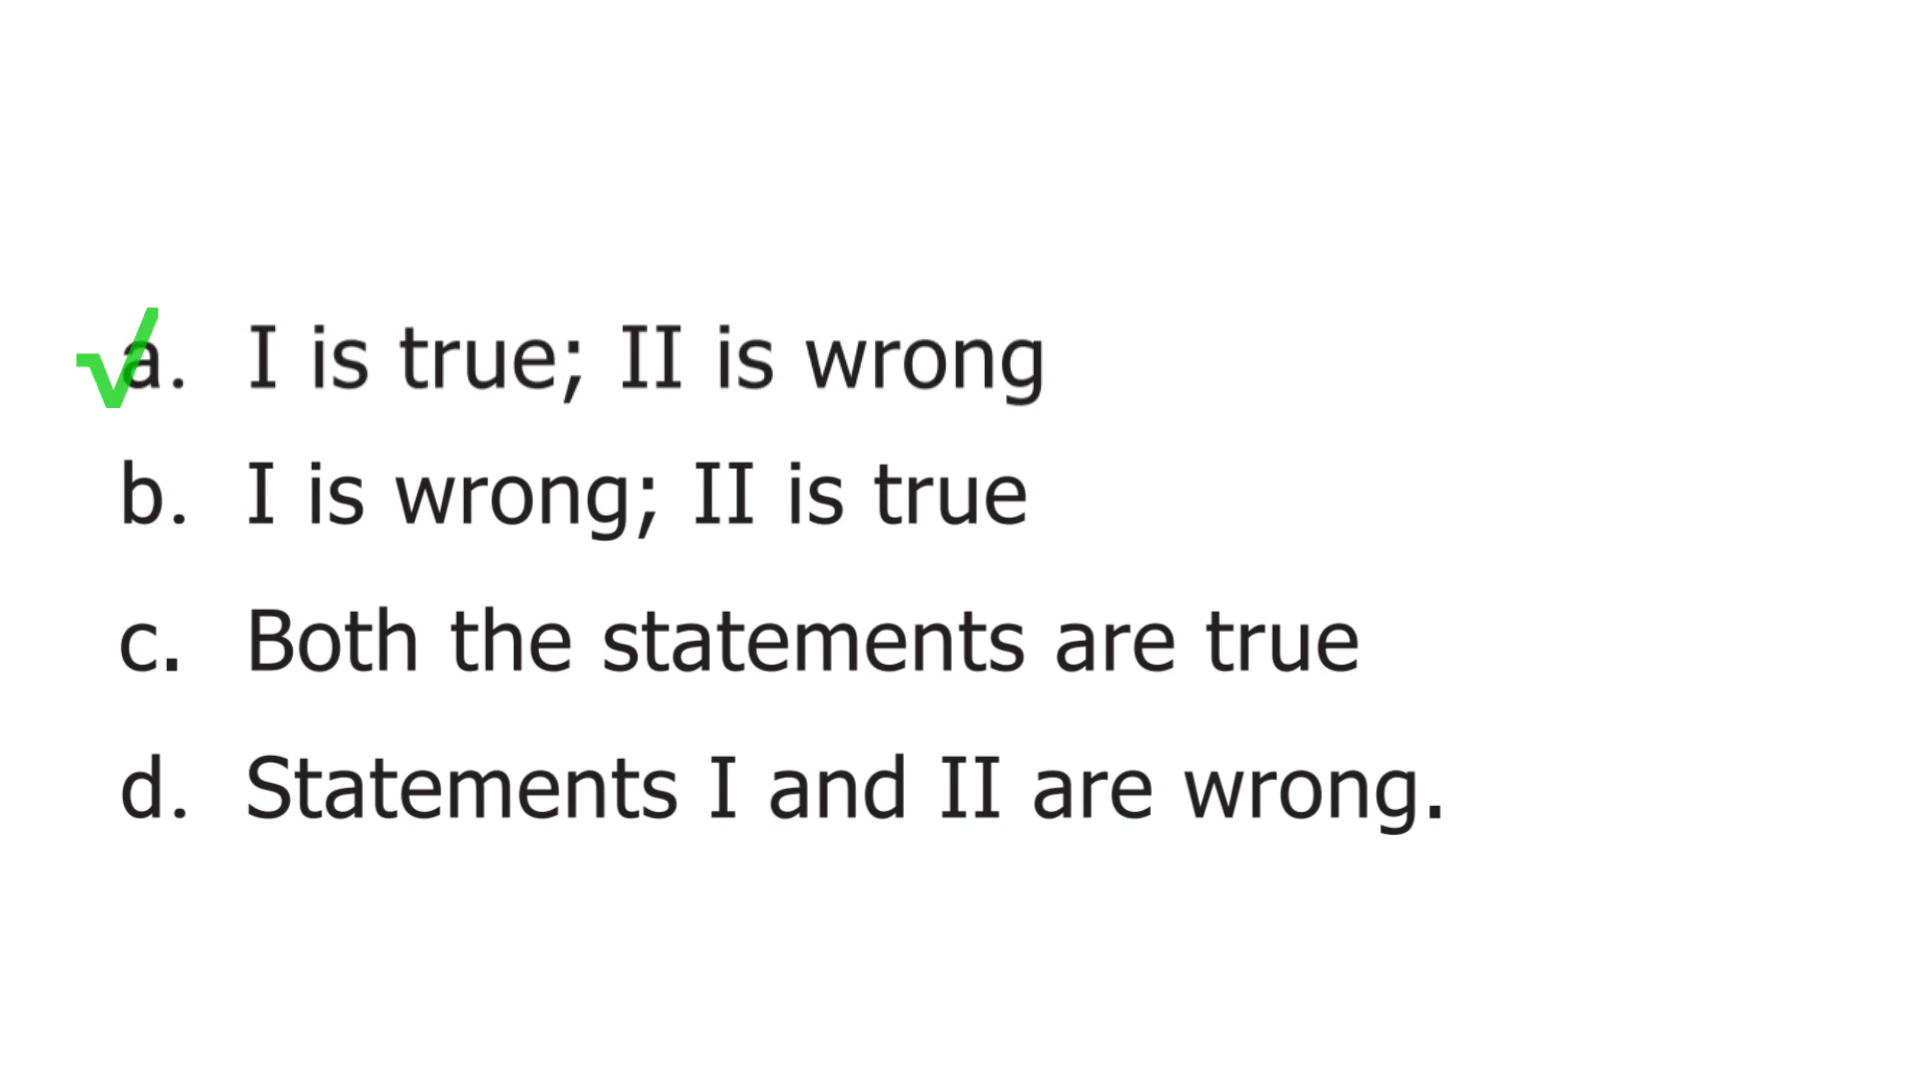 a. I is true; II is wrong
b. I is wrong; II is true
c. Both the statements are true
d. Statements I and II are wrong.